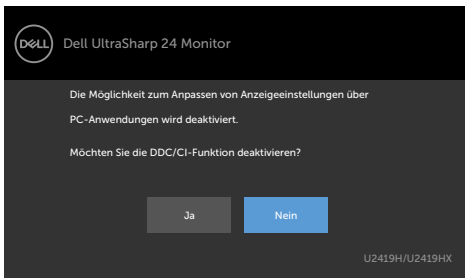 DELL
Dell UltraSharp 24 Monitor
Die Möglichkeit zum Anpassen von Anzeigeeinstellungen über
PC-Anwendungen wird deaktiviert.
Möchten Sie die DDC/CI-Funktion deaktivieren?
Ja
Nein
U2419H/U2419HX